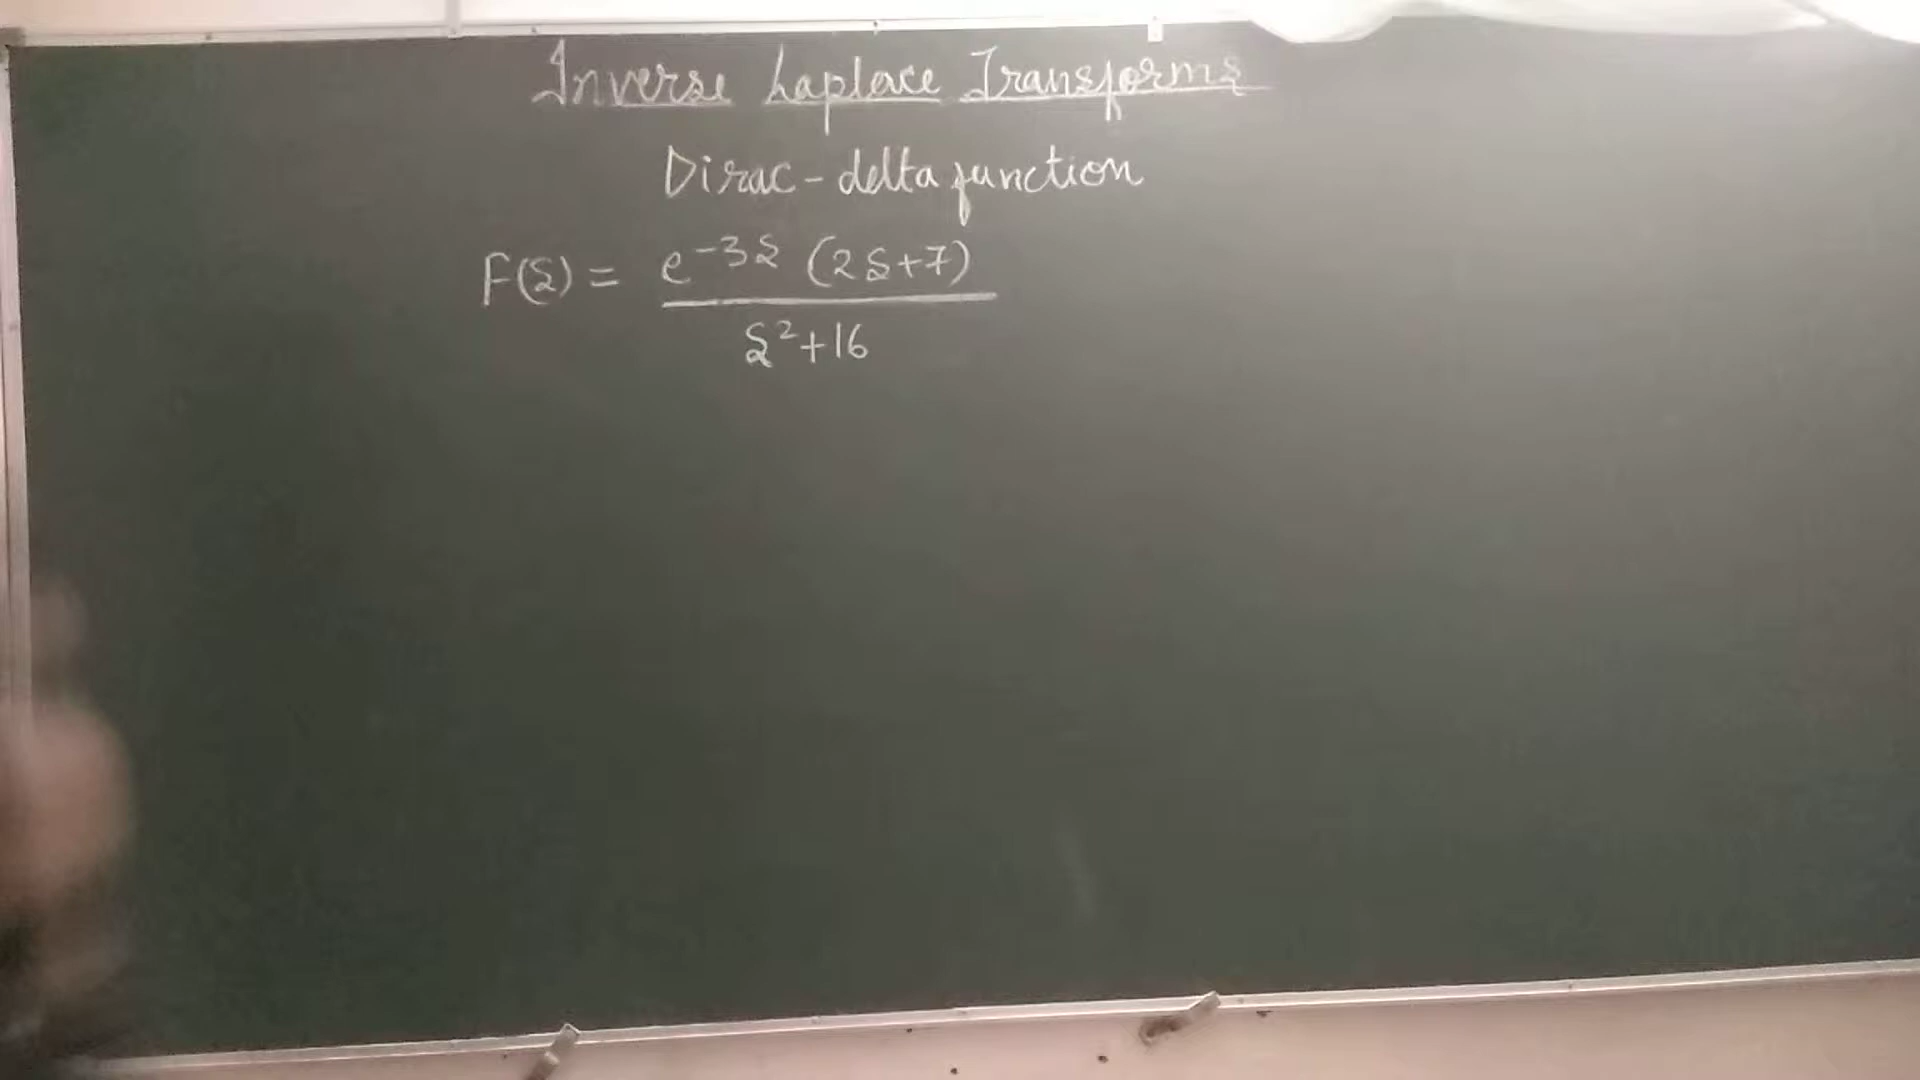 Inverse Laplace Transforms
Dirac-delta function
F(s) = e^{-3s} (2s+7) / s²+16